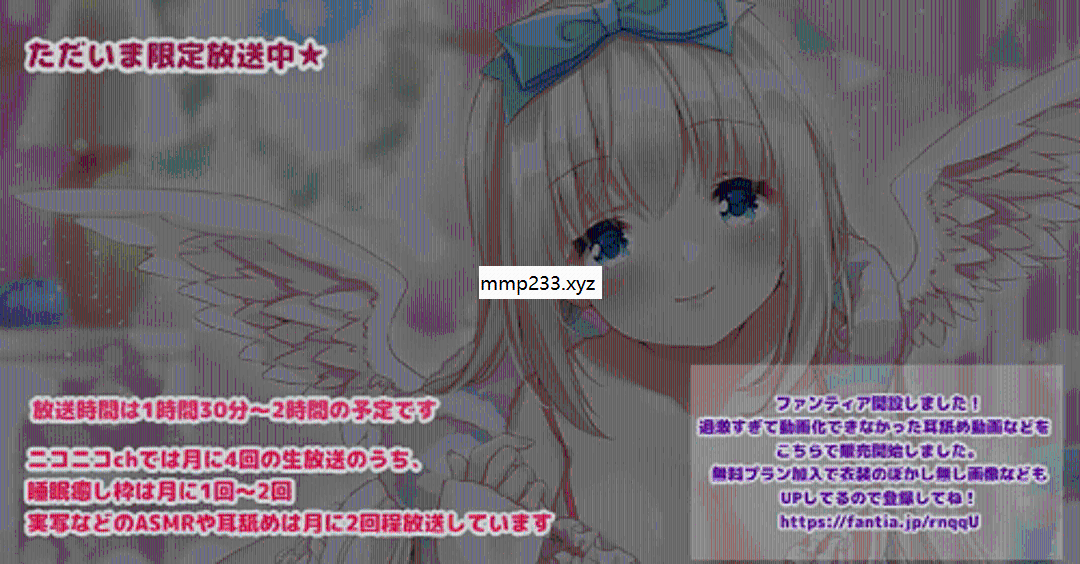 ただいま限定放送中★
mmp233.xyz
放送時間は1時間30分～2時間の予定です
ニコニコchでは月に4回の生放送のうち、
睡眠癒し枠は月に1回～2回
実写などのASMRや耳舐めは月に2回程放送しています
ファンティア開設しました！
過激すぎて動画化できなかった耳舐め動画などを
こちらで販売開始しました。
無料プラン加入で衣装のぼかし無し画像なども
UPしてるので登録してね！
https://fantia.jp/rnqqU